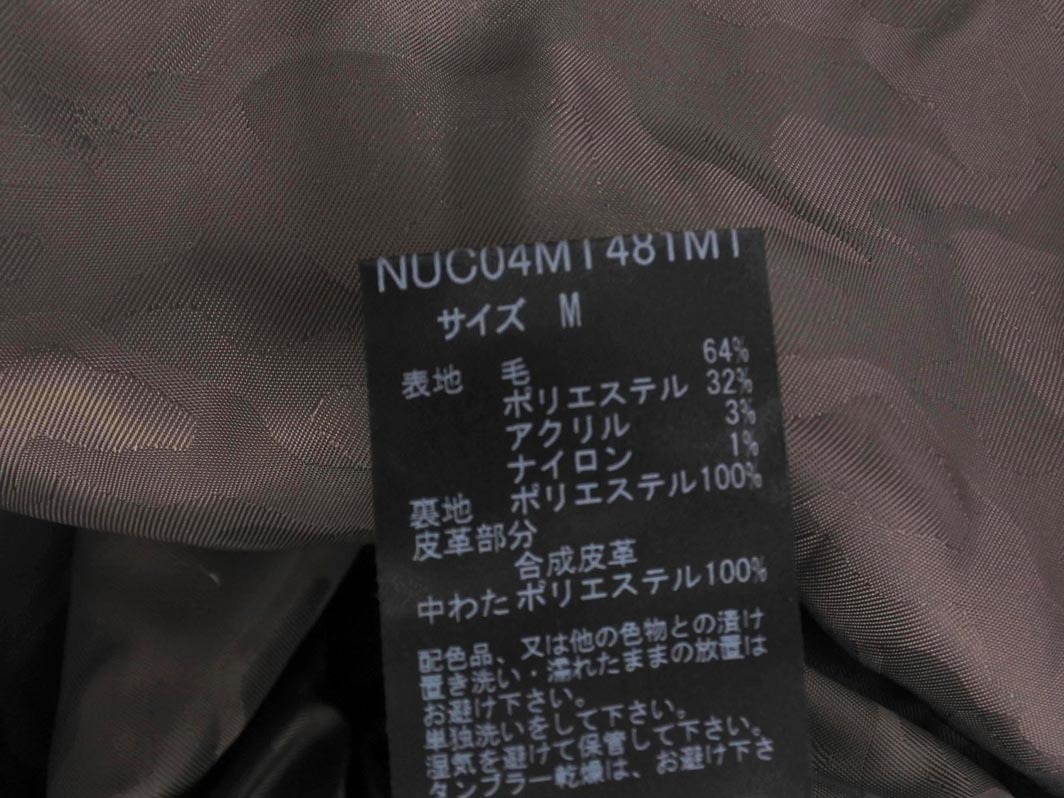 NUC04MT481MT
サイズ M
表地 毛 64%
ポリエステル 32%
アクリル 3%
ナイロン 1%
裏地 ポリエステル100%
皮革部分
合成皮革
中わた ポリエステル100%
配色品、又は他の色物との漬け
置き洗い・濡れたままの放置は
お避け下さい。
単独洗いをして下さい。
湿気を避けて保管して下さい。
タンブラー乾燥は、お避け下さ